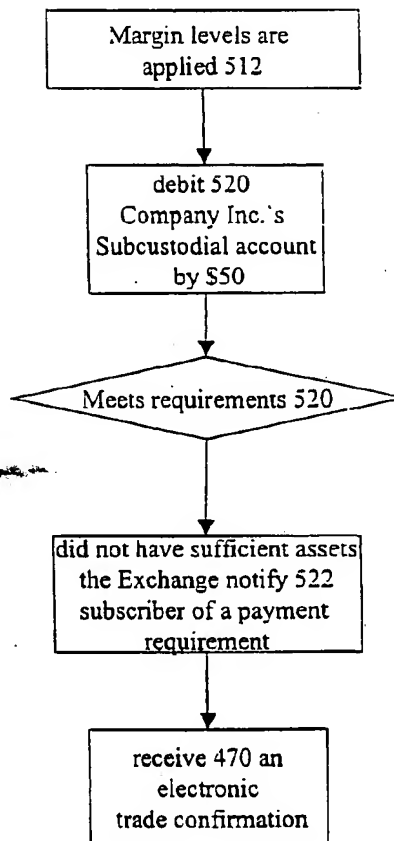 Margin levels are
applied 512
debit 520
Company Inc.'s
Subcustodial account
by $50
Meets requirements 520
did not have sufficient assets
the Exchange notify 522
subscriber of a payment
requirement
receive 470 an
electronic
trade confirmation